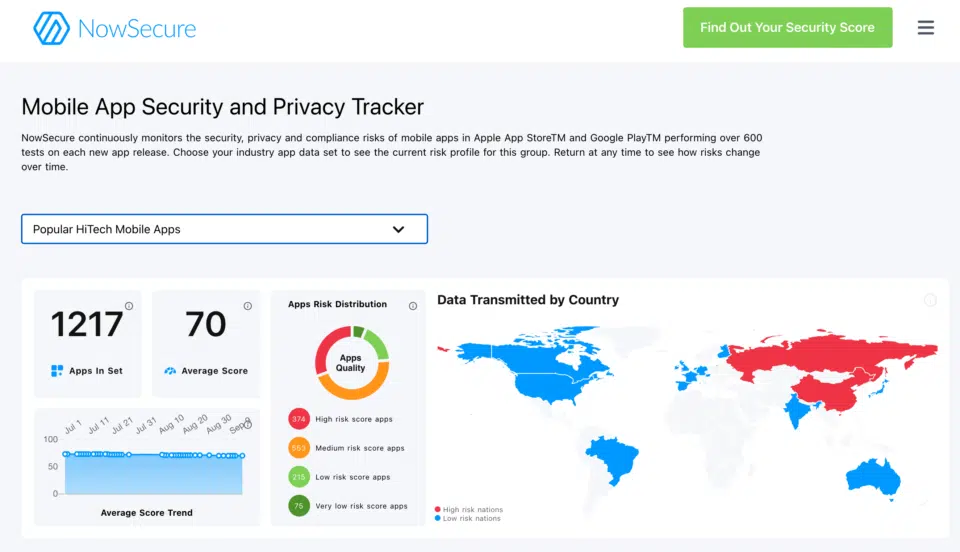 NowSecure
Find Out Your Security Score
Mobile App Security and Privacy Tracker
NowSecure continuously monitors the security, privacy and compliance risks of mobile apps in Apple App StoreTM and Google PlayTM performing over 600
tests on each new app release. Choose your industry app data set to see the current risk profile for this group. Return at any time to see how risks change
over time.
Popular HiTech Mobile Apps
1217
Apps In Set
70
Average Score
Jul 1
Jul 11
Jul 21
Jul 31
Aug 10
Aug 20
Aug 30
100
50
0
Average Score Trend
Apps Risk Distribution
Apps
Quality
374 High risk score apps
553 Medium risk score apps
215 Low risk score apps
75 Very low risk score apps
Data Transmitted by Country
High risk nations
Low risk nations